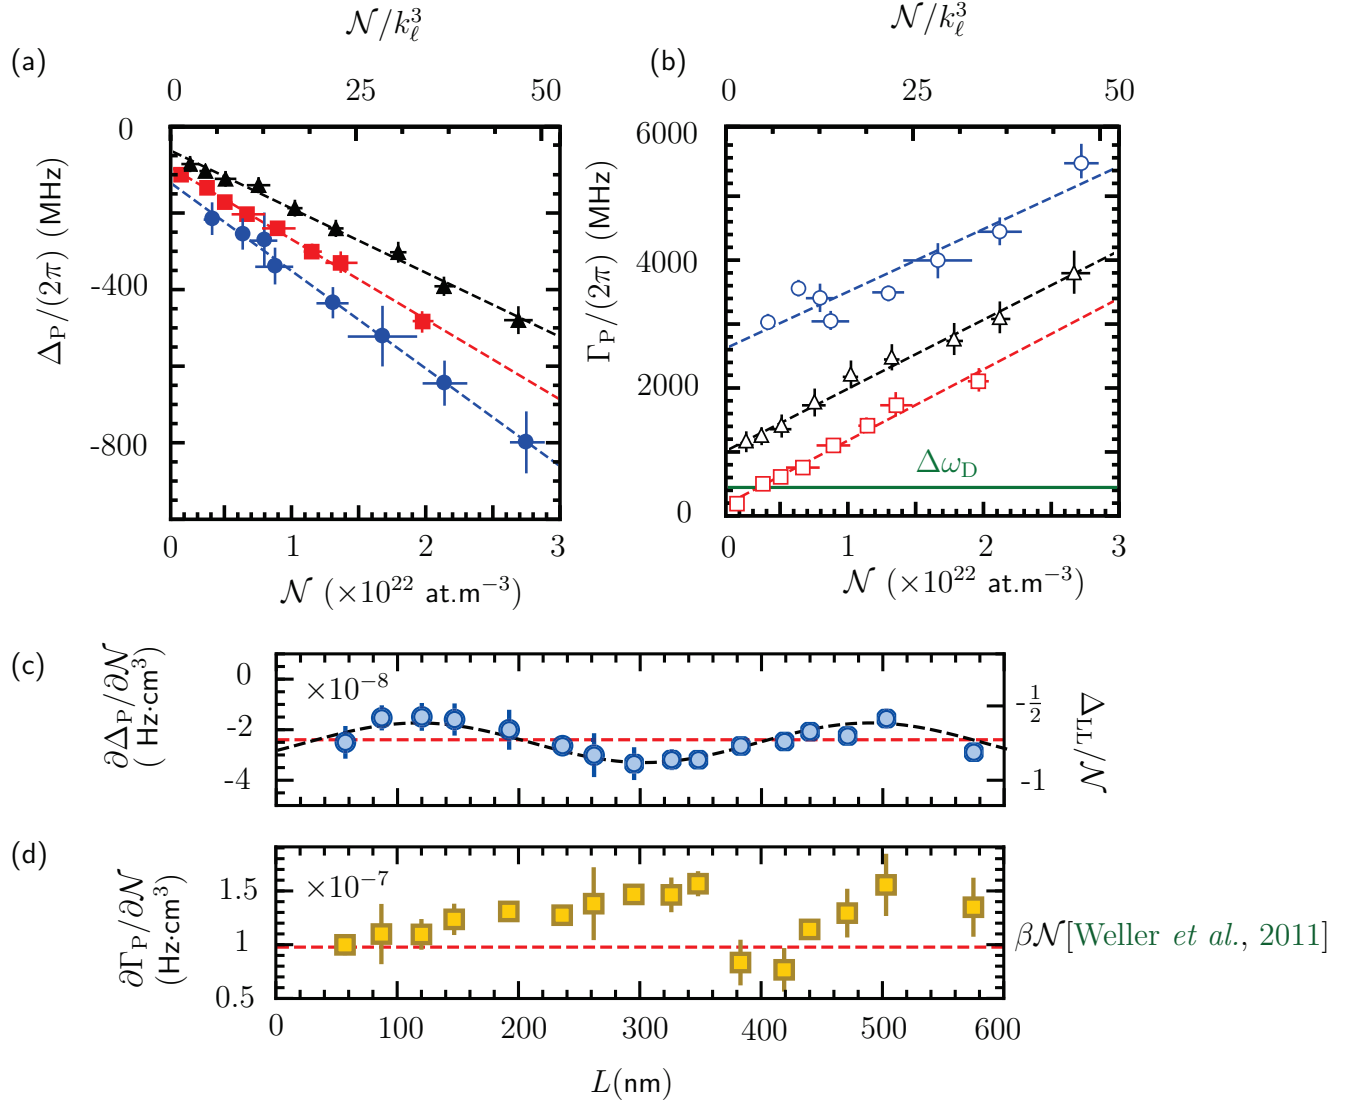 (a)
𝒩/k_ℓ^3
0 25 50
0
-400
-800
Δ_P/(2π) (MHz)
0 1 2 3
𝒩 (×10^22 at.m^−3)
(b)
𝒩/k_ℓ^3
0 25 50
6000
4000
2000
0
Γ_P/(2π) (MHz)
Δω_D
0 1 2 3
𝒩 (×10^22 at.m^−3)
(c)
∂Δ_P/∂𝒩
( Hz·cm^3)
0
-2
-4
×10^−8
-1/2
-1
Δ_LL/𝒩
(d)
∂Γ_P/∂𝒩
(Hz·cm^3)
1.5
1
0.5
×10^−7
β𝒩[Weller et al., 2011]
0 100 200 300 400 500 600
L(nm)